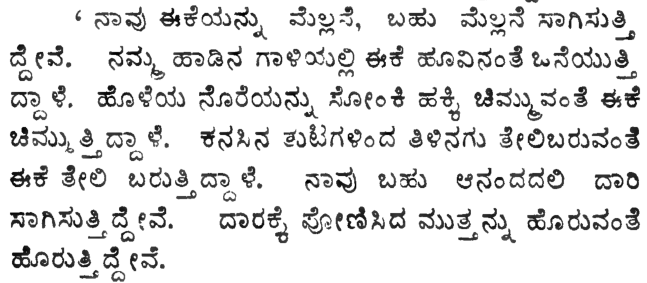 ‘ ನಾವು ಈಕೆಯನ್ನು ಮೆಲ್ಲನೆ, ಬಹು ಮೆಲ್ಲನೆ ಸಾಗಿಸುತ್ತಿ
ದ್ದೇವೆ. ನಮ್ಮ ಹಾಡಿನ ಗಾಳಿಯಲ್ಲಿ ಈಕೆ ಹೂವಿನಂತೆ ಒನೆಯುತ್ತಿ
ದ್ದಾಳೆ. ಹೊಳೆಯ ನೊರೆಯನ್ನು ಸೋಂಕಿ ಹಕ್ಕಿ ಚಿಮ್ಮುವಂತೆ ಈಕೆ
ಚಿಮ್ಮುತ್ತಿದ್ದಾಳೆ. ಕನಸಿನ ತುಟಿಗಳಿಂದ ತಿಳಿನಗು ತೇಲಿಬರುವಂತೆ
ಈಕೆ ತೇಲಿ ಬರುತ್ತಿದ್ದಾಳೆ. ನಾವು ಬಹು ಆನಂದದಲಿ ದಾರಿ
ಸಾಗಿಸುತ್ತಿದ್ದೇವೆ. ದಾರಕ್ಕೆ ಪೋಣಿಸಿದ ಮುತ್ತನ್ನು ಹೊರುವಂತೆ
ಹೊರುತ್ತಿದ್ದೇವೆ.